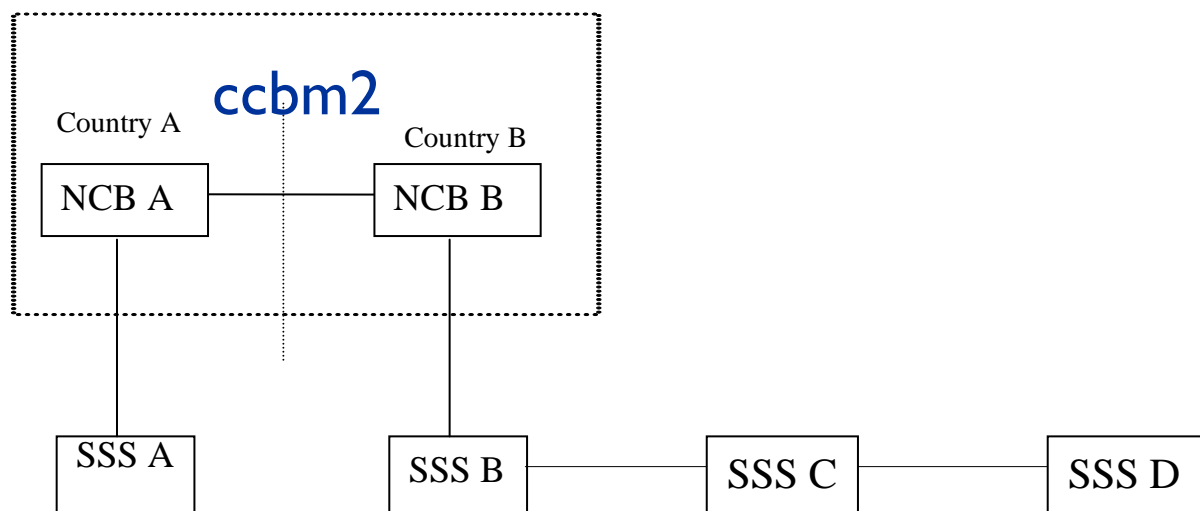 ccbm2
Country A
Country B
NCB A
NCB B
SSS A
SSS B
SSS C
SSS D